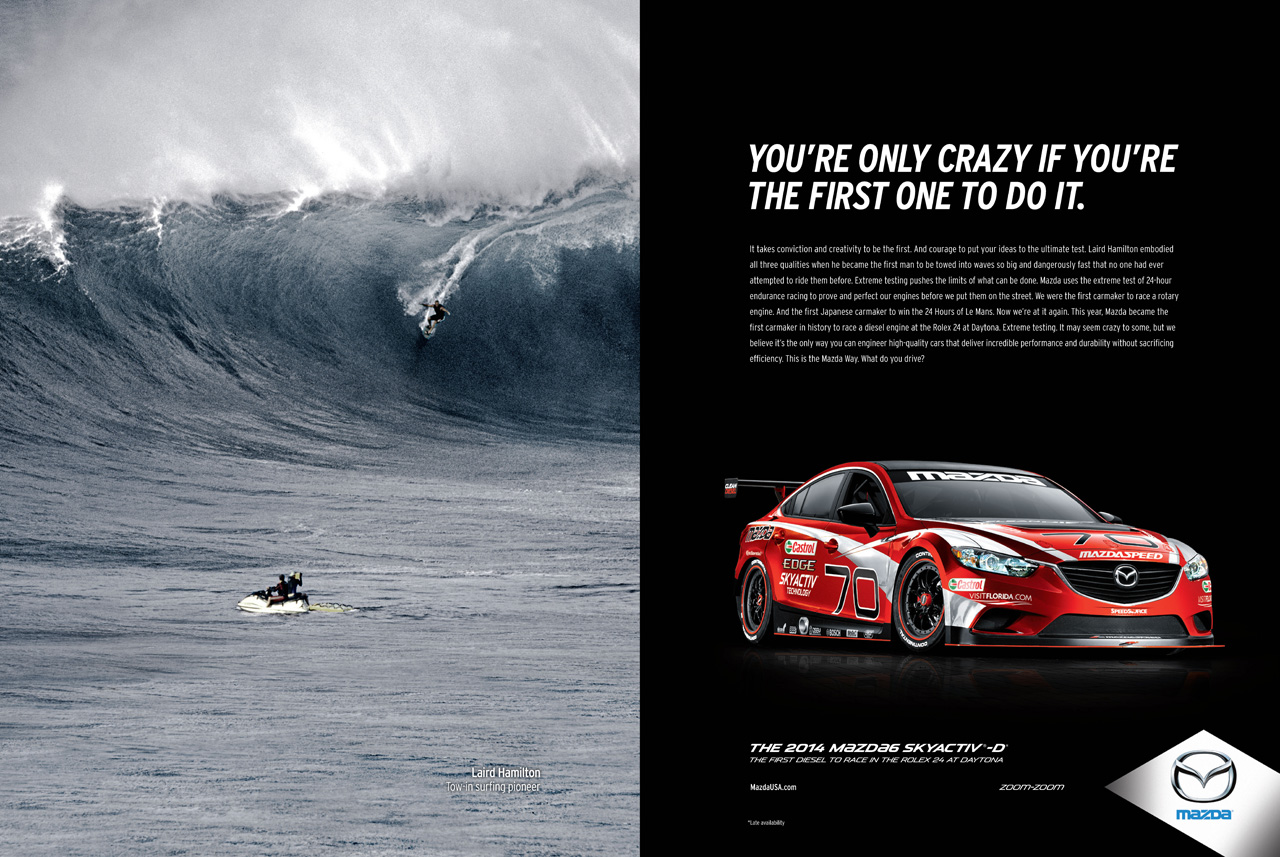 YOU'RE ONLY CRAZY IF YOU'RE
THE FIRST ONE TO DO IT.
It takes conviction and creativity to be the first. And courage to put your ideas to the ultimate test. Laird Hamilton embodied
all three qualities when he became the first man to be towed into waves so big and dangerously fast that no one had ever
attempted to ride them before. Extreme testing pushes the limits of what can be done. Mazda uses the extreme test of 24-hour
endurance racing to prove and perfect our engines before we put them on the street. We were the first carmaker to race a rotary
engine. And the first Japanese carmaker to win the 24 Hours of Le Mans. Now we're at it again. This year, Mazda became the
first carmaker in history to race a diesel engine at the Rolex 24 at Daytona. Extreme testing. It may seem crazy to some, but we
believe it's the only way you can engineer high-quality cars that deliver incredible performance and durability without sacrificing
efficiency. This is the Mazda Way. What do you drive?
mazda
CLEAN
mazda
Castrol
EDGE
SKYACTIV
TECHNOLOGY
70
BOSCH
CONTINENTAL
70
MAZDASPEED
Castrol
VISITFLORIDA.COM
SPEEDSOURCE
Laird Hamilton
Tow-in surfing pioneer
THE 2014 mazda6 SKYACTIV®-D*
THE FIRST DIESEL TO RACE IN THE ROLEX 24 AT DAYTONA
MazdaUSA.com
zoom-zoom
mazda
*Late availability